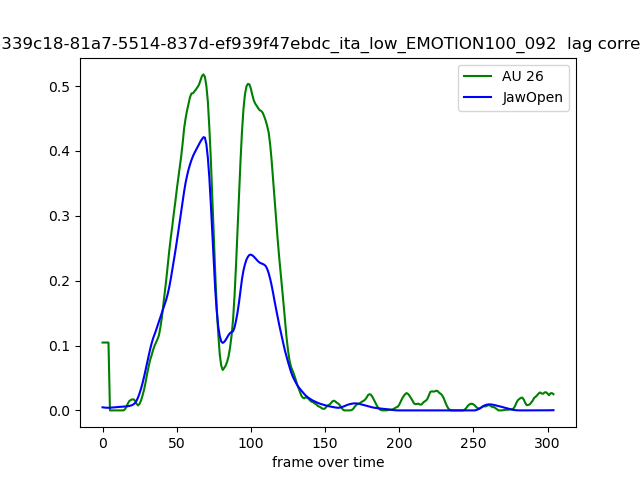 339c18-81a7-5514-837d-ef939f47ebdc_ita_low_EMOTION100_092  lag corre
AU 26
JawOpen
0.5
0.4
0.3
0.2
0.1
0.0
0 50 100 150 200 250 300
frame over time